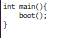 int main(){
    boot();
}